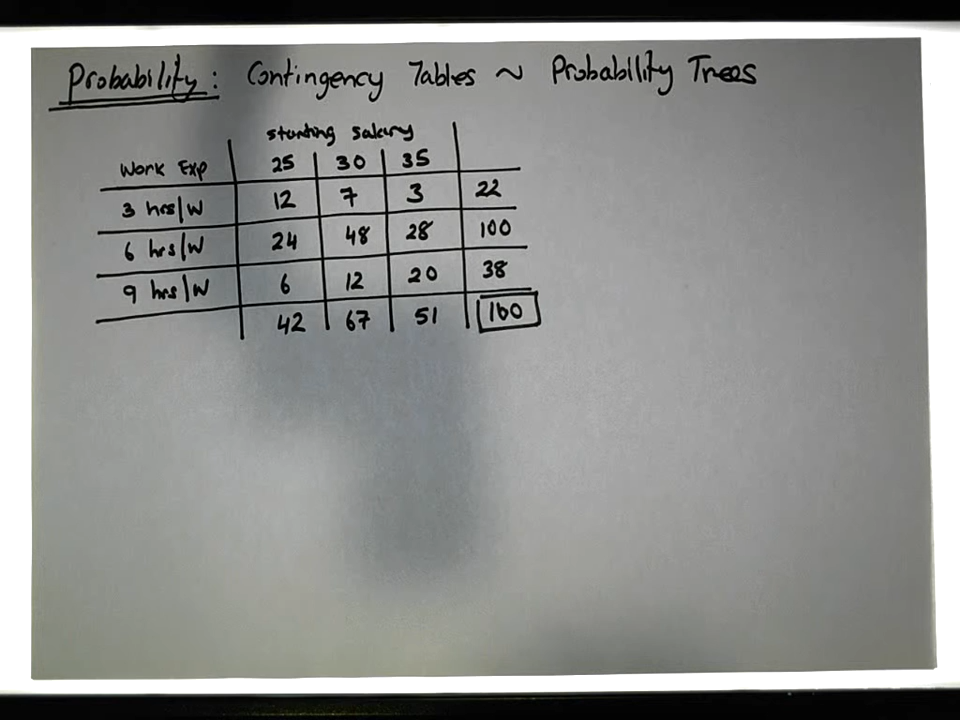 Probability: Contingency Tables ~ Probability Trees
Starting Salary
Work Exp 25 30 35
3 hrs/W 12 7 3 22
6 hrs/W 24 48 28 100
9 hrs/W 6 12 20 38
42 67 51 160